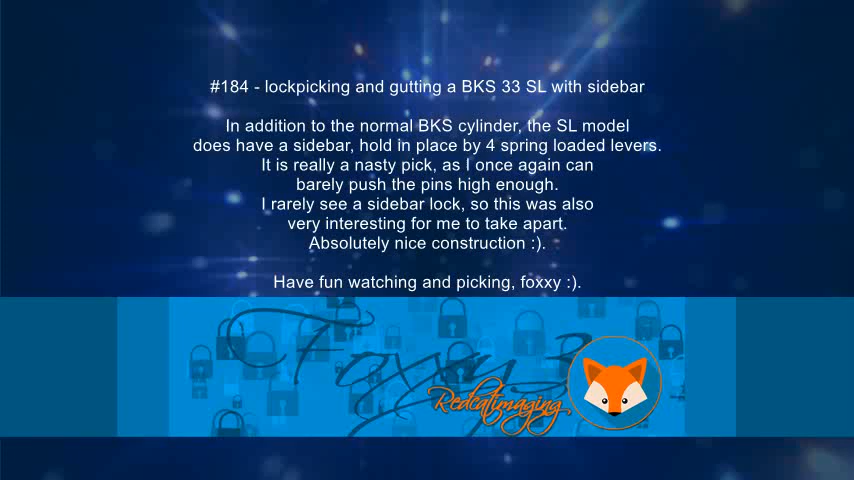 #184 - lockpicking and gutting a BKS 33 SL with sidebar
In addition to the normal BKS cylinder, the SL model
does have a sidebar, hold in place by 4 spring loaded levers.
It is really a nasty pick, as I once again can
barely push the pins high enough.
I rarely see a sidebar lock, so this was also
very interesting for me to take apart.
Absolutely nice construction :).
Have fun watching and picking, foxxy :).
Foxxy 3
Redcatimaging